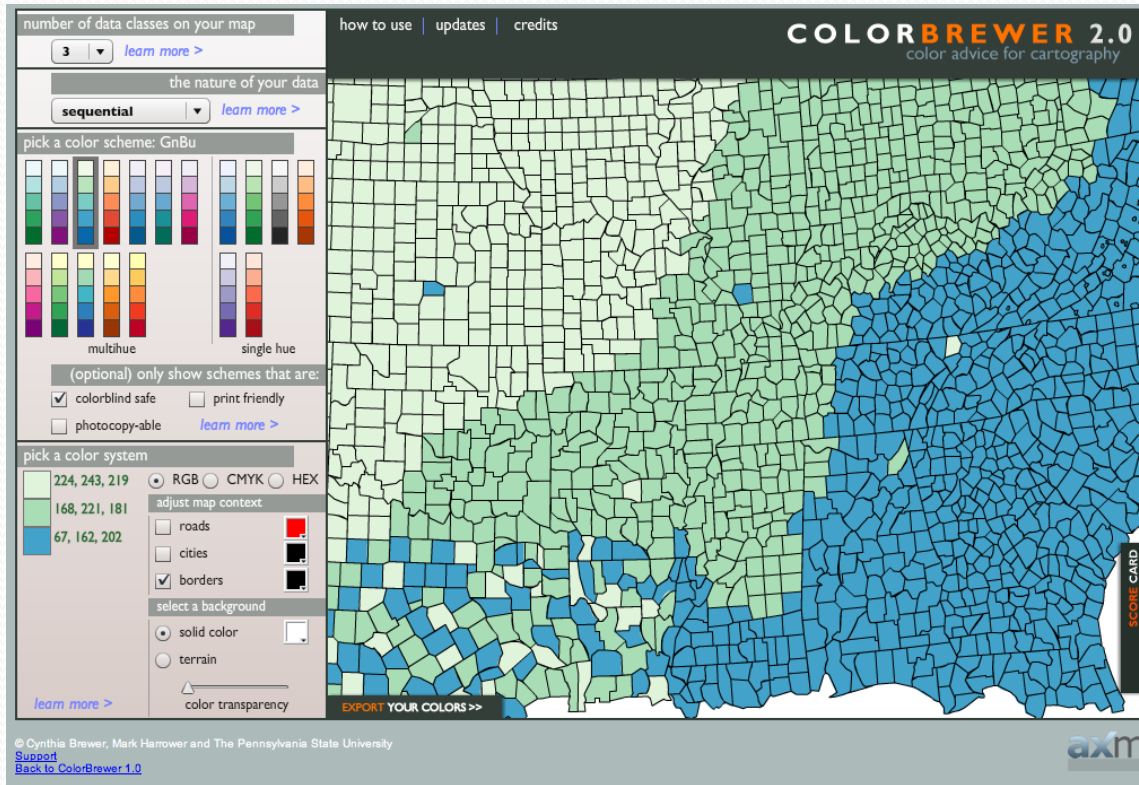 number of data classes on your map
3 learn more >
the nature of your data
sequential learn more >
pick a color scheme: GnBu
multihue single hue
(optional) only show schemes that are:
colorblind safe print friendly
photocopy-able learn more >
pick a color system
224, 243, 219
168, 221, 181
67, 162, 202
RGB CMYK HEX
adjust map context
roads
cities
borders
select a background
solid color
terrain
color transparency
learn more >
how to use updates credits
COLORBREWER 2.0
color advice for cartography
SCORE CARD
EXPORT YOUR COLORS >>
© Cynthia Brewer, Mark Harrower and The Pennsylvania State University
Support
Back to ColorBrewer 1.0
axm